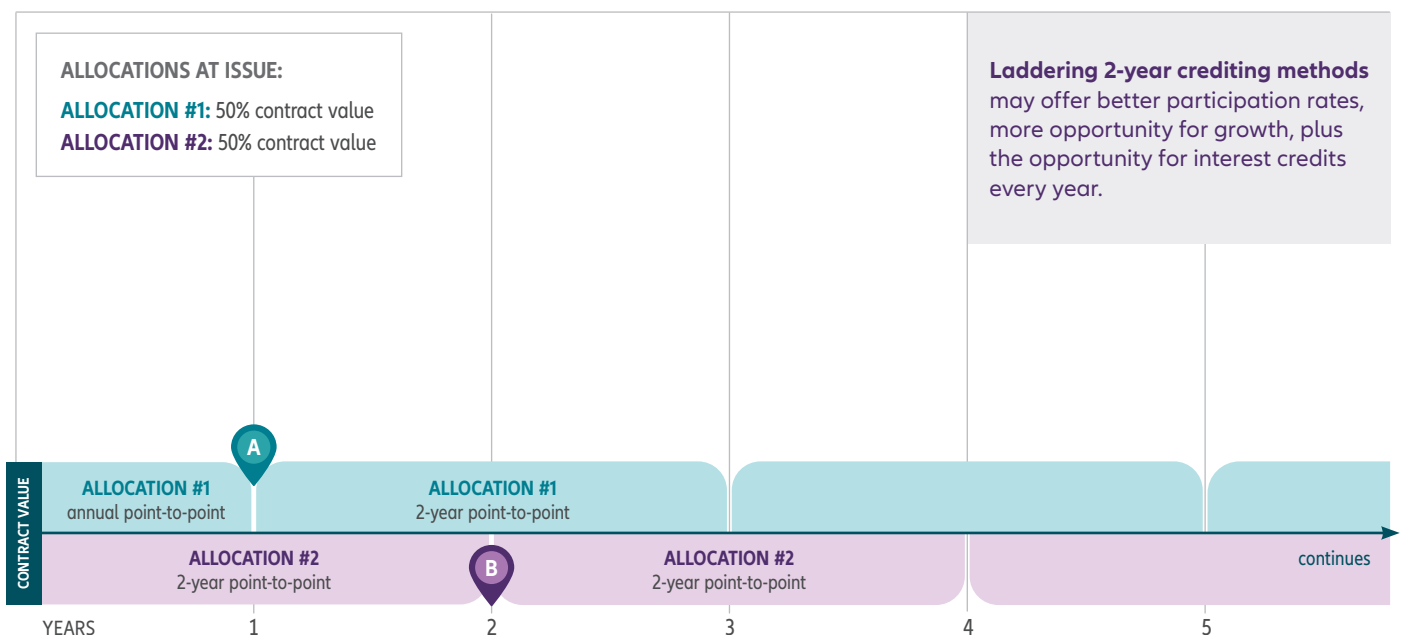 ALLOCATIONS AT ISSUE:
ALLOCATION #1: 50% contract value
ALLOCATION #2: 50% contract value
Laddering 2-year crediting methods
may offer better participation rates,
more opportunity for growth, plus
the opportunity for interest credits
every year.
A
CONTRACT VALUE
ALLOCATION #1
annual point-to-point
ALLOCATION #1
2-year point-to-point
ALLOCATION #2
2-year point-to-point
B
ALLOCATION #2
2-year point-to-point
continues
YEARS 1 2 3 4 5